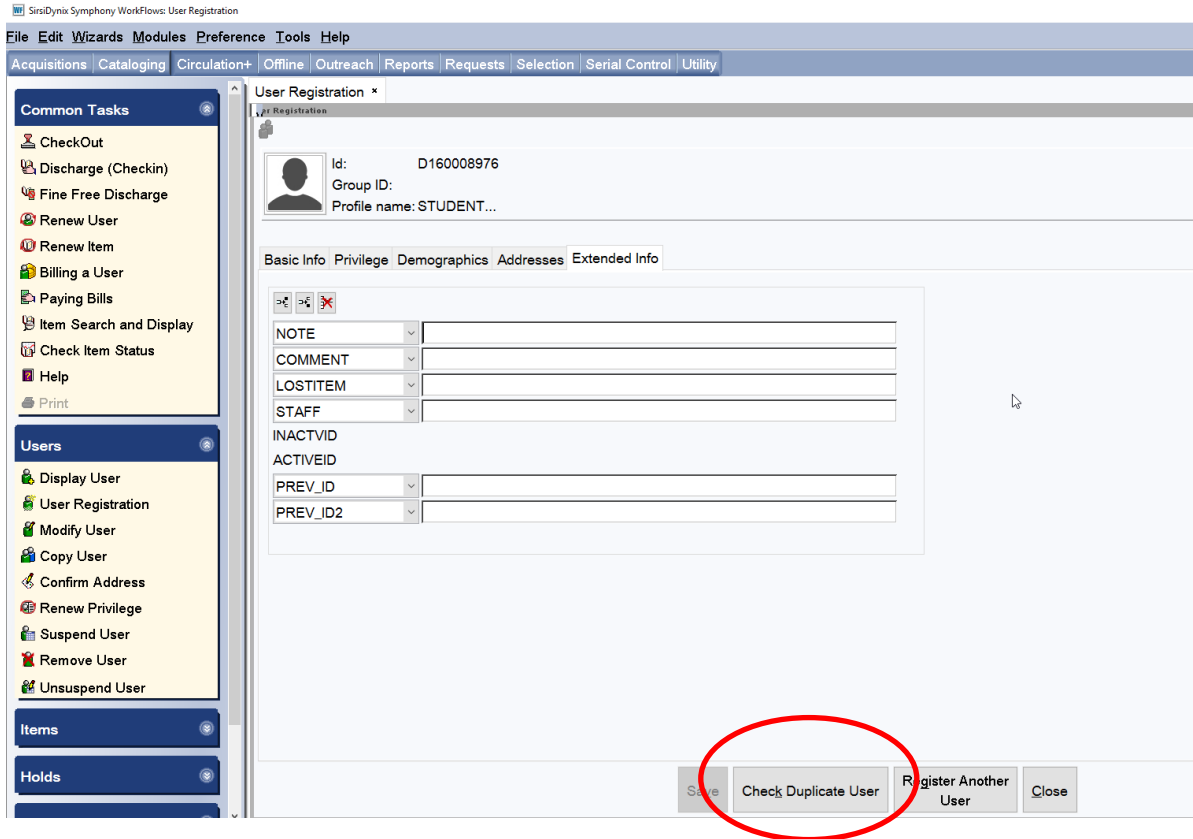 SirsiDynix Symphony WorkFlows: User Registration
File Edit Wizards Modules Preference Tools Help
Acquisitions Cataloging Circulation+ Offline Outreach Reports Requests Selection Serial Control Utility
Common Tasks
CheckOut
Discharge (Checkin)
Fine Free Discharge
Renew User
Renew Item
Billing a User
Paying Bills
Item Search and Display
Check Item Status
Help
Print
Users
Display User
User Registration
Modify User
Copy User
Confirm Address
Renew Privilege
Suspend User
Remove User
Unsuspend User
Items
Holds
User Registration
er Registration
Id: D160008976
Group ID:
Profile name: STUDENT...
Basic Info Privilege Demographics Addresses Extended Info
NOTE
COMMENT
LOSTITEM
STAFF
INACTVID
ACTIVEID
PREV_ID
PREV_ID2
Save Check Duplicate User Register Another User Close